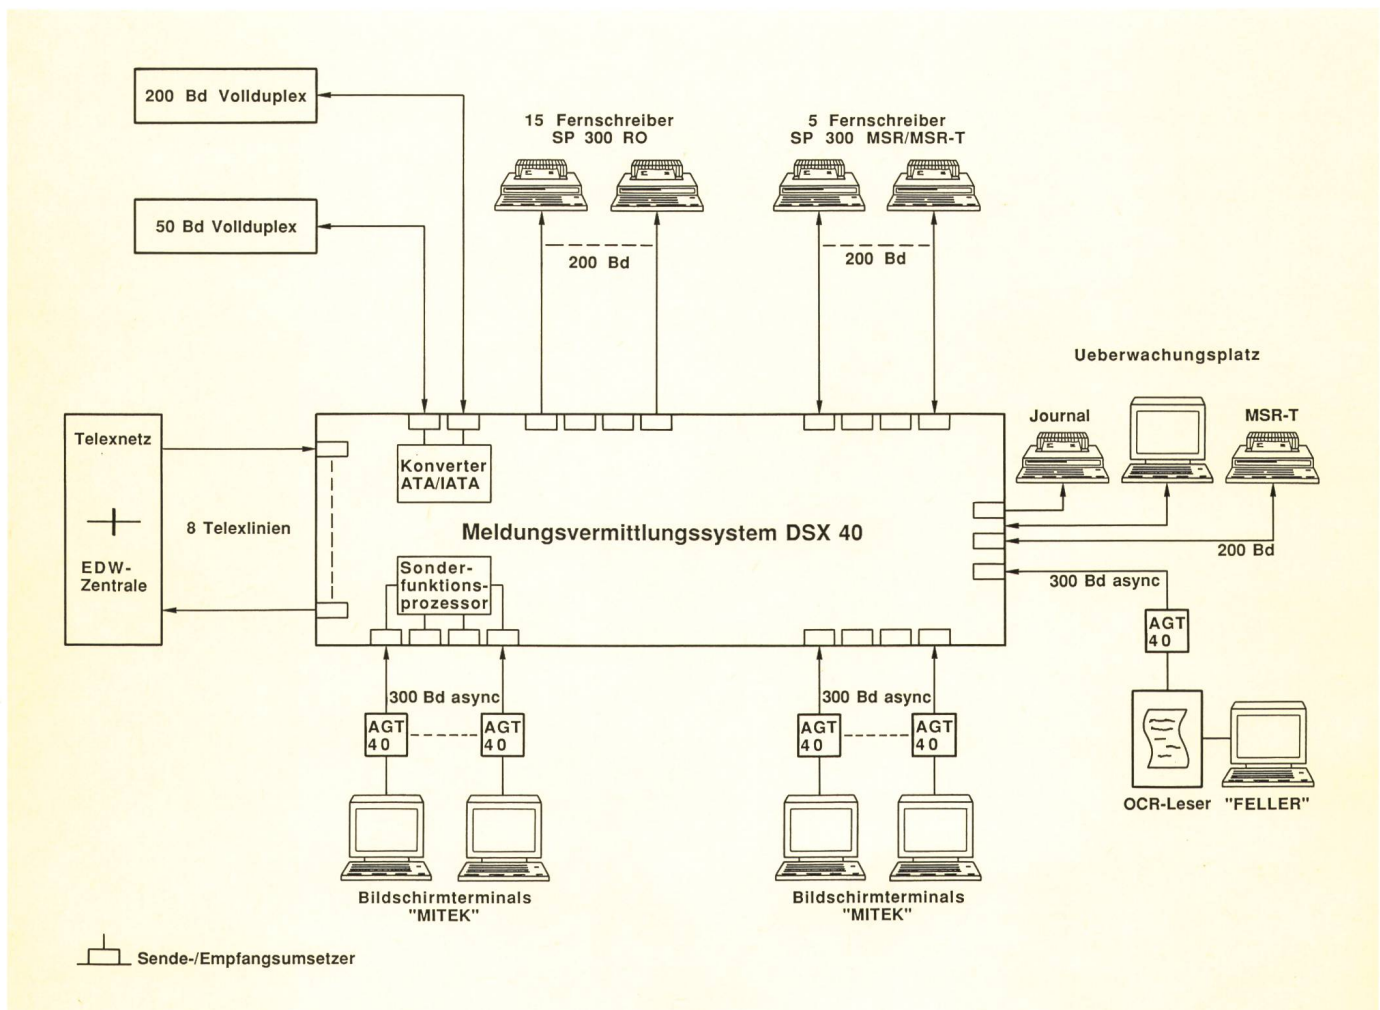 200 Bd Vollduplex
50 Bd Vollduplex
15 Fernschreiber
SP 300 RO
200 Bd
5 Fernschreiber
SP 300 MSR/MSR-T
200 Bd
Ueberwachungsplatz
Journal
MSR-T
200 Bd
300 Bd async
AGT
40
OCR-Leser
"FELLER"
Telexnetz
EDW-
Zentrale
8 Telexlinien
Konverter
ATA/IATA
Meldungsvermittlungssystem DSX 40
Sonder-
funktions-
prozessor
300 Bd async
AGT
40
AGT
40
Bildschirmterminals
"MITEK"
300 Bd async
AGT
40
AGT
40
Bildschirmterminals
"MITEK"
Sende-/Empfangsumsetzer